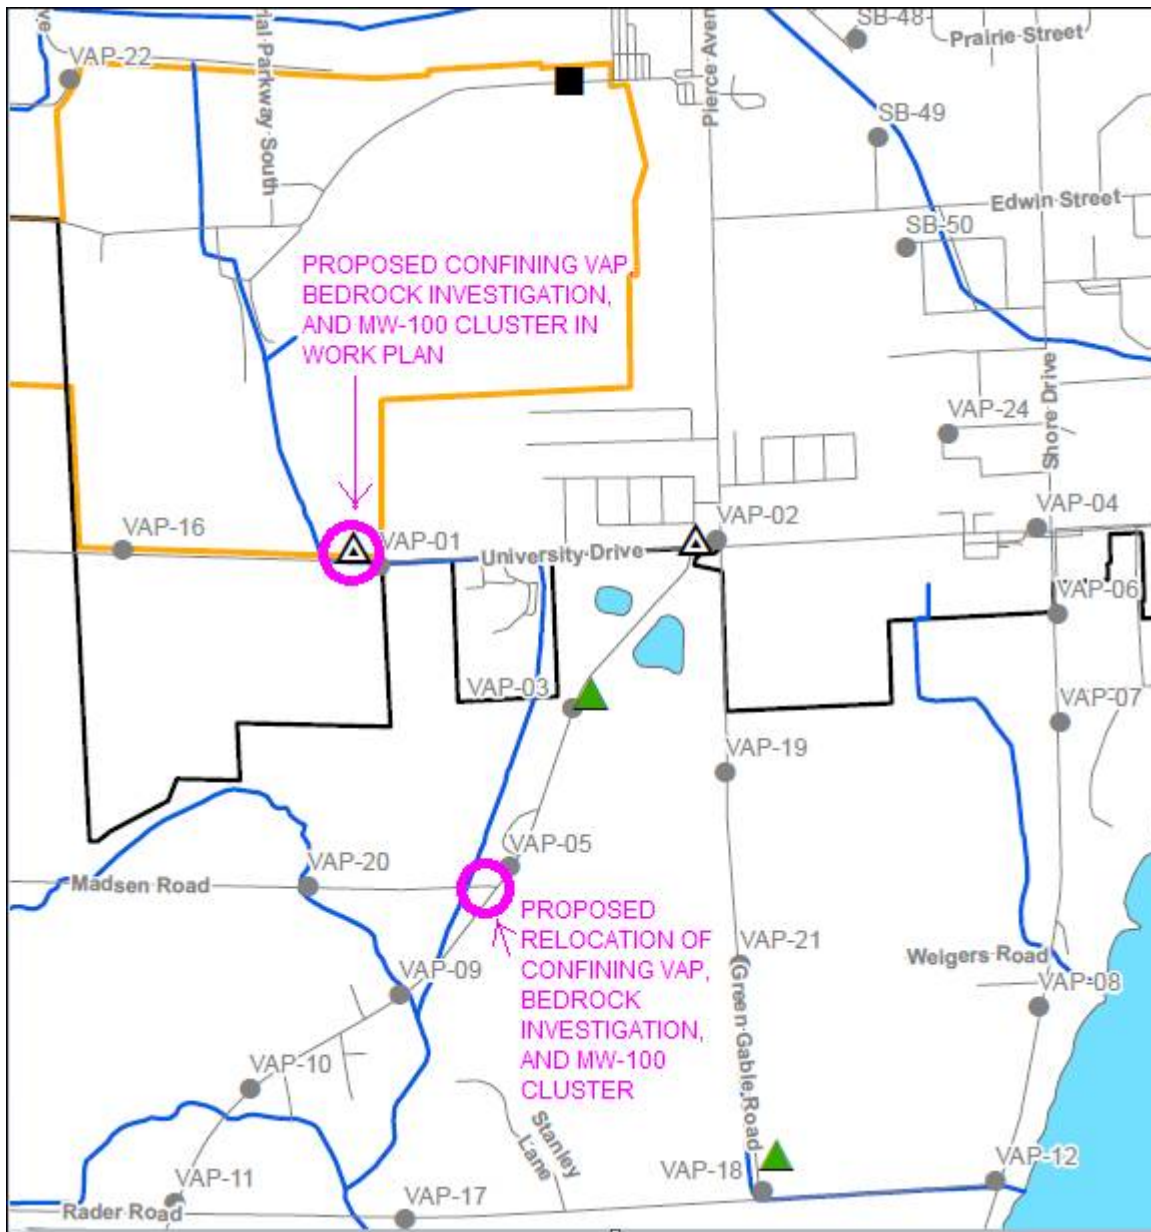 ve
rial Parkway South
Pierce Aven
SB-48
Prairie Street
VAP-22
SB-49
Edwin Street
SB-50
PROPOSED CONFINING VAP
BEDROCK INVESTIGATION,
AND MW-100 CLUSTER IN
WORK PLAN
VAP-24
Shore Drive
VAP-16
VAP-01
University Drive
VAP-02
VAP-04
VAP-06
VAP-03
VAP-07
VAP-19
VAP-05
VAP-20
Madsen Road
PROPOSED
RELOCATION OF
CONFINING VAP,
BEDROCK
INVESTIGATION,
AND MW-100
CLUSTER
VAP-21
Weigers Road
VAP-09
VAP-08
Green Gable Road
VAP-10
Stanley
Lane
VAP-11
VAP-17
VAP-18
VAP-12
Rader Road